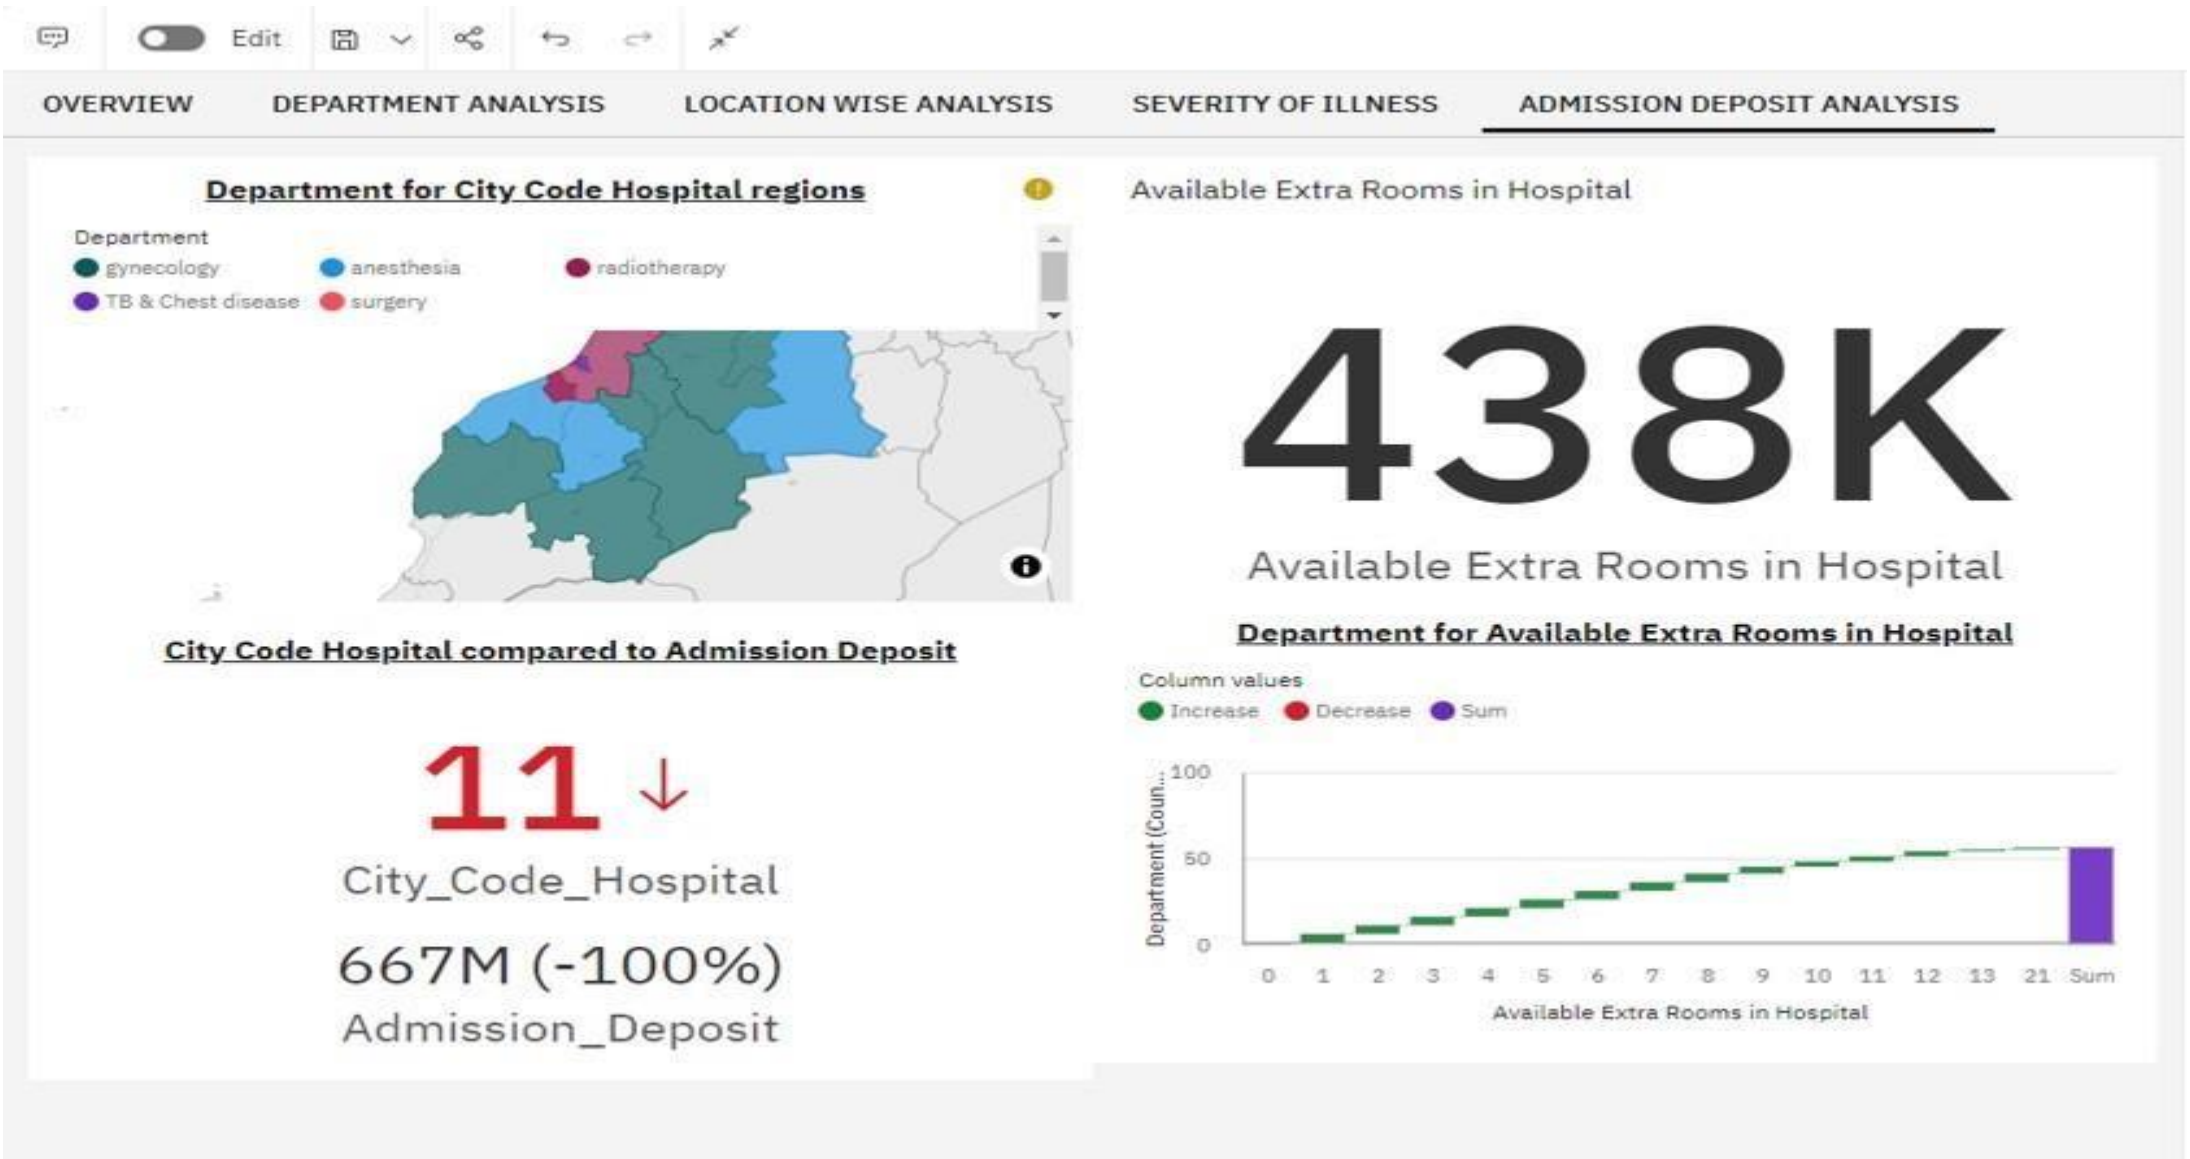 Edit
OVERVIEW DEPARTMENT ANALYSIS LOCATION WISE ANALYSIS SEVERITY OF ILLNESS ADMISSION DEPOSIT ANALYSIS
Department for City Code Hospital regions
Department
gynecology anesthesia radiotherapy
TB & Chest disease surgery
City Code Hospital compared to Admission Deposit
11
City_Code_Hospital
667M (-100%)
Admission_Deposit
Available Extra Rooms in Hospital
438K
Available Extra Rooms in Hospital
Department for Available Extra Rooms in Hospital
Column values
Increase Decrease Sum
Department (Coun...
100
50
0
0 1 2 3 4 5 6 7 8 9 10 11 12 13 21 Sum
Available Extra Rooms in Hospital